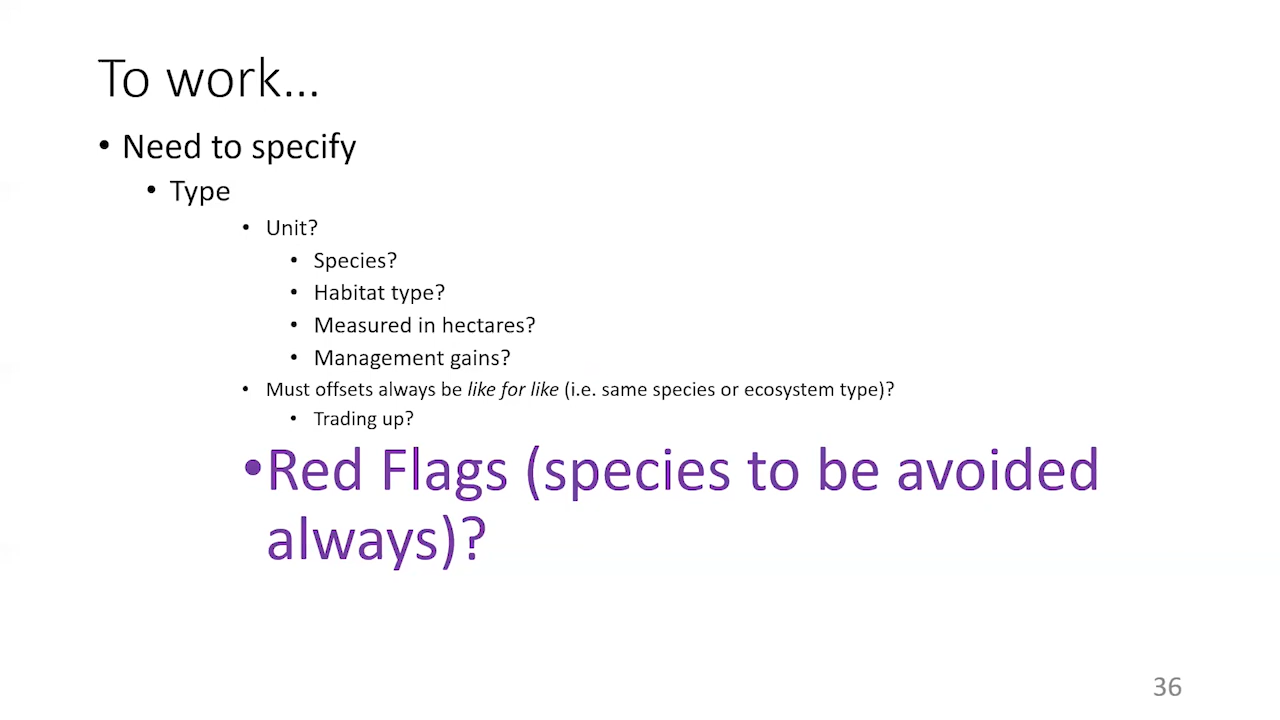 To work...
• Need to specify
• Type
• Unit?
• Species?
• Habitat type?
• Measured in hectares?
• Management gains?
• Must offsets always be like for like (i.e. same species or ecosystem type)?
• Trading up?
•Red Flags (species to be avoided
always)?
36